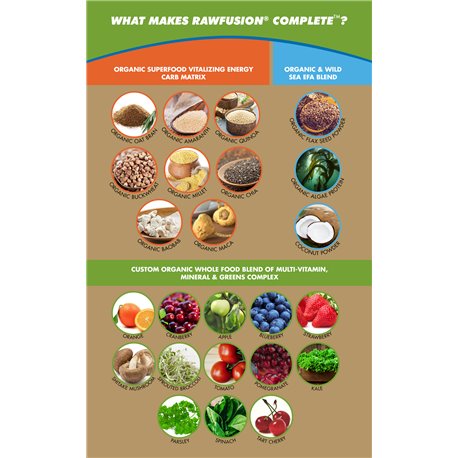 WHAT MAKES RAWFUSION® COMPLETE™?
ORGANIC SUPERFOOD VITALIZING ENERGY
CARB MATRIX
ORGANIC & WILD
SEA EFA BLEND
ORGANIC OAT BRAN
ORGANIC AMARANTH
ORGANIC QUINOA
ORGANIC FLAX SEED POWDER
ORGANIC BUCKWHEAT
ORGANIC MILLET
ORGANIC CHIA
ORGANIC ALGAE PROTEIN
ORGANIC BAOBAB
ORGANIC MACA
COCONUT POWDER
CUSTOM ORGANIC WHOLE FOOD BLEND OF MULTI-VITAMIN,
MINERAL & GREENS COMPLEX
ORANGE
CRANBERRY
APPLE
BLUEBERRY
STRAWBERRY
SHIITAKE MUSHROOM
SPROUTED BROCCOLI
TOMATO
POMEGRANATE
KALE
PARSLEY
SPINACH
TART CHERRY